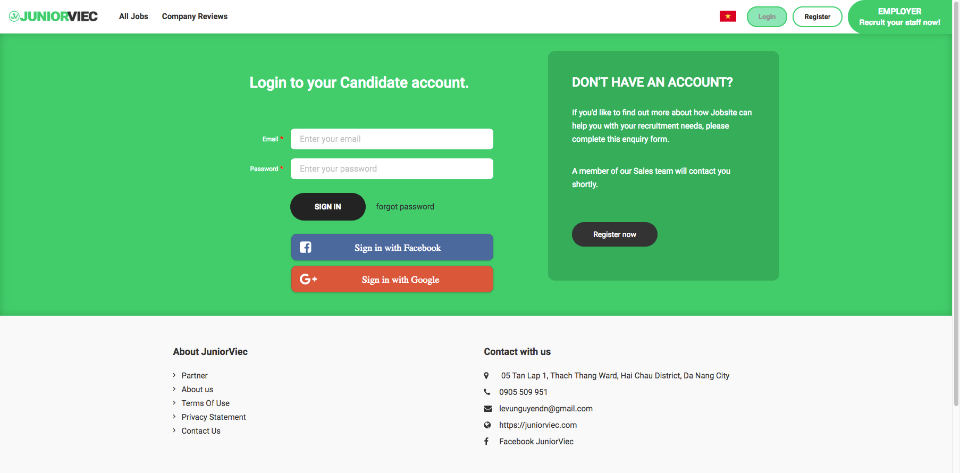 JUNIORVIEC
All Jobs
Company Reviews
Login
Register
EMPLOYER
Recruit your staff now!
Login to your Candidate account.
Email *
Enter your email
Password *
Enter your password
SIGN IN
forgot password
Sign in with Facebook
G+ Sign in with Google
DON'T HAVE AN ACCOUNT?
If you'd like to find out more about how Jobsite can
help you with your recruitment needs, please
complete this enquiry form.
A member of our Sales team will contact you
shortly.
Register now
About JuniorViec
Partner
About us
Terms Of Use
Privacy Statement
Contact Us
Contact with us
05 Tan Lap 1, Thach Thang Ward, Hai Chau District, Da Nang City
0905 509 951
levunguyendn@gmail.com
https://juniorviec.com
Facebook JuniorViec